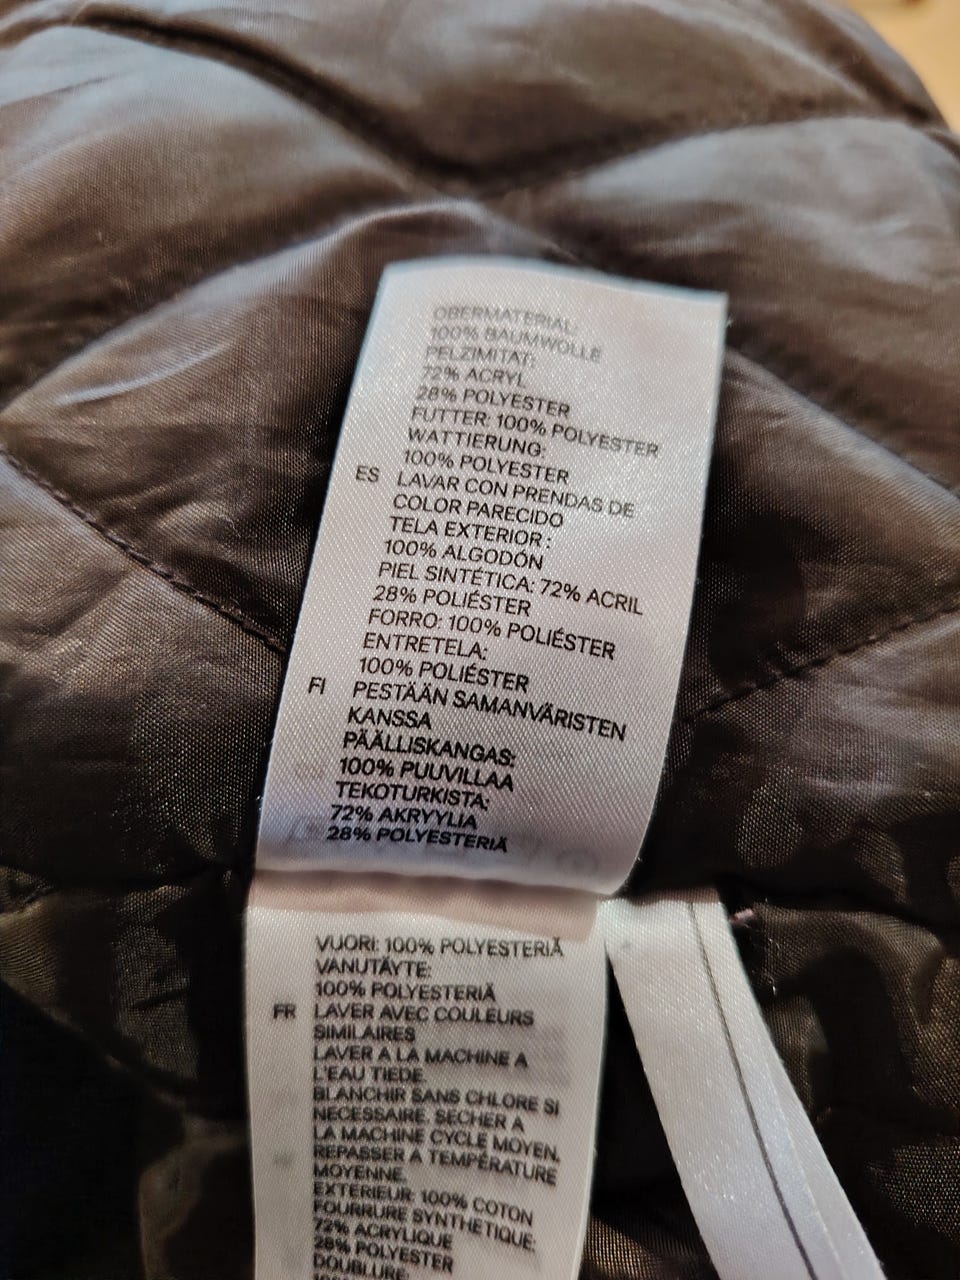 OBERMATERIAL:
100% BAUMWOLLE
PELZIMITAT:
72% ACRYL
28% POLYESTER
FUTTER: 100% POLYESTER
WATTIERUNG:
100% POLYESTER
ES LAVAR CON PRENDAS DE
COLOR PARECIDO
TELA EXTERIOR:
100% ALGODÓN
PIEL SINTÉTICA: 72% ACRIL
28% POLIÉSTER
FORRO: 100% POLIÉSTER
ENTRETELA:
100% POLIÉSTER
FI PESTÄÄN SAMANVÄRISTEN
KANSSA
PÄÄLLISKANGAS:
100% PUUVILLAA
TEKOTURKISTA:
72% AKRYYLIA
28% POLYESTERIÄ
VUORI: 100% POLYESTERIÄ
VANUTÄYTE:
100% POLYESTERIÄ
FR LAVER AVEC COULEURS
SIMILAIRES
LAVER A LA MACHINE A
L'EAU TIEDE.
BLANCHIR SANS CHLORE SI
NECESSAIRE. SECHER A
LA MACHINE CYCLE MOYEN.
REPASSER A TEMPÉRATURE
MOYENNE.
EXTERIEUR: 100% COTON
FOURRURE SYNTHETIQUE:
72% ACRYLIQUE
28% POLYESTER
DOUBLURE: